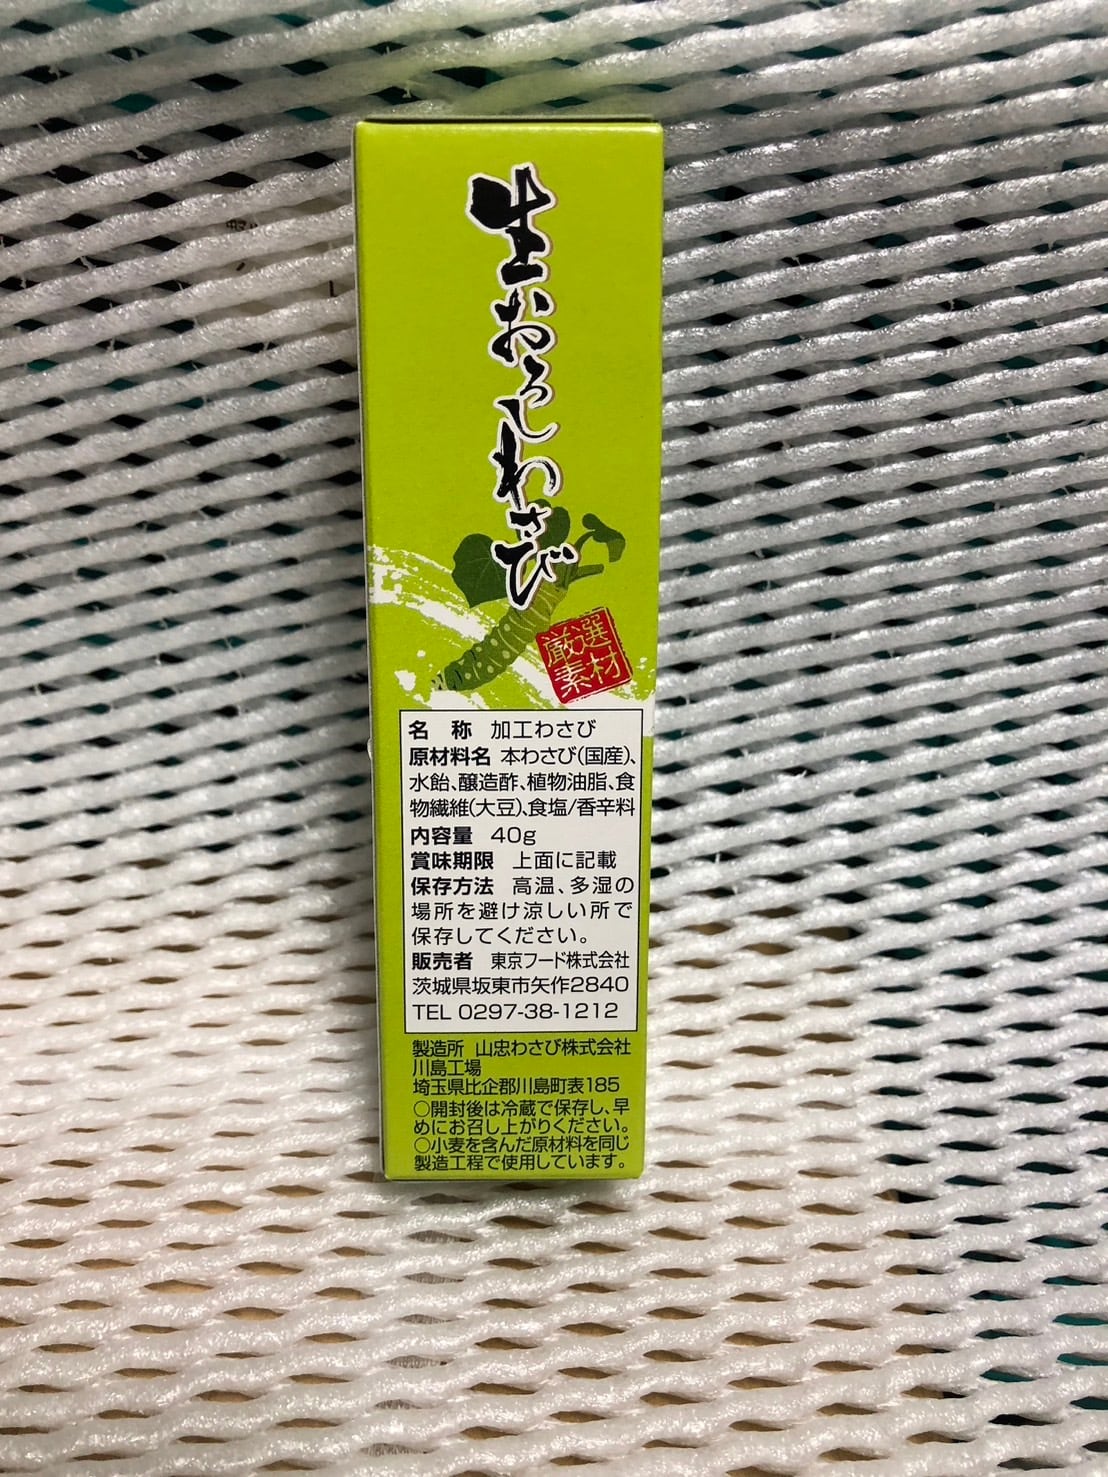 生おろしわさび
厳選
素材
名 称 加工わさび
原材料名 本わさび(国産)、
水飴、醸造酢、植物油脂、食
物繊維(大豆)、食塩/香辛料
内容量 40g
賞味期限 上面に記載
保存方法 高温、多湿の
場所を避け涼しい所で
保存してください。
販売者 東京フード株式会社
茨城県坂東市矢作2840
TEL 0297-38-1212
製造所 山忠わさび株式会社
川島工場
埼玉県比企郡川島町表185
○開封後は冷蔵で保存し、早
めにお召し上がりください。
○小麦を含んだ原材料を同じ
製造工程で使用しています。